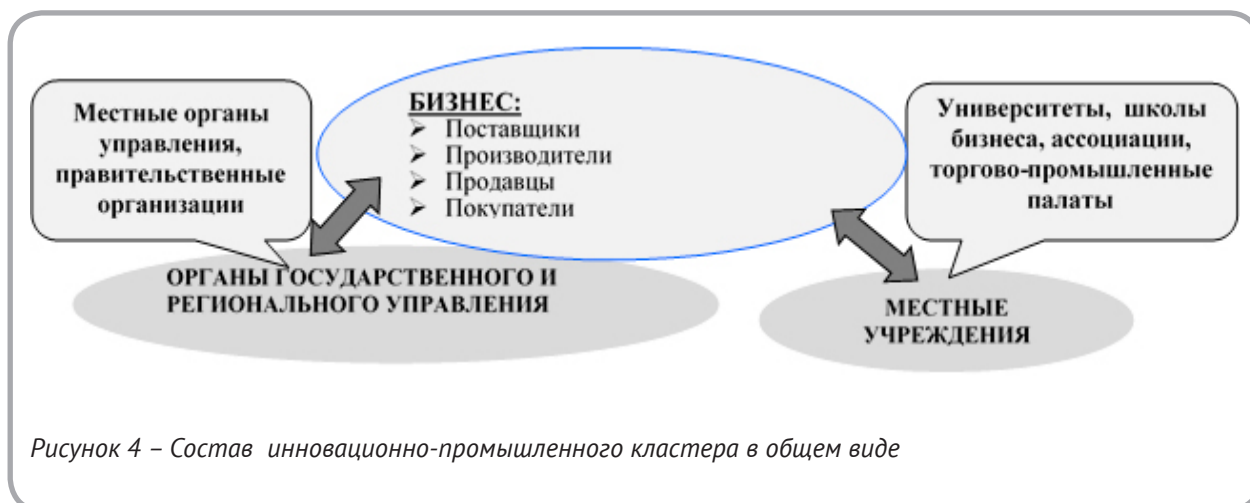 Местные органы
управления,
правительственные
организации
БИЗНЕС:
➢ Поставщики
➢ Производители
➢ Продавцы
➢ Покупатели
Университеты, школы
бизнеса, ассоциации,
торгово-промышленные
палаты
ОРГАНЫ ГОСУДАРСТВЕННОГО И
РЕГИОНАЛЬНОГО УПРАВЛЕНИЯ
МЕСТНЫЕ
УЧРЕЖДЕНИЯ
Рисунок 4 – Состав инновационно-промышленного кластера в общем виде